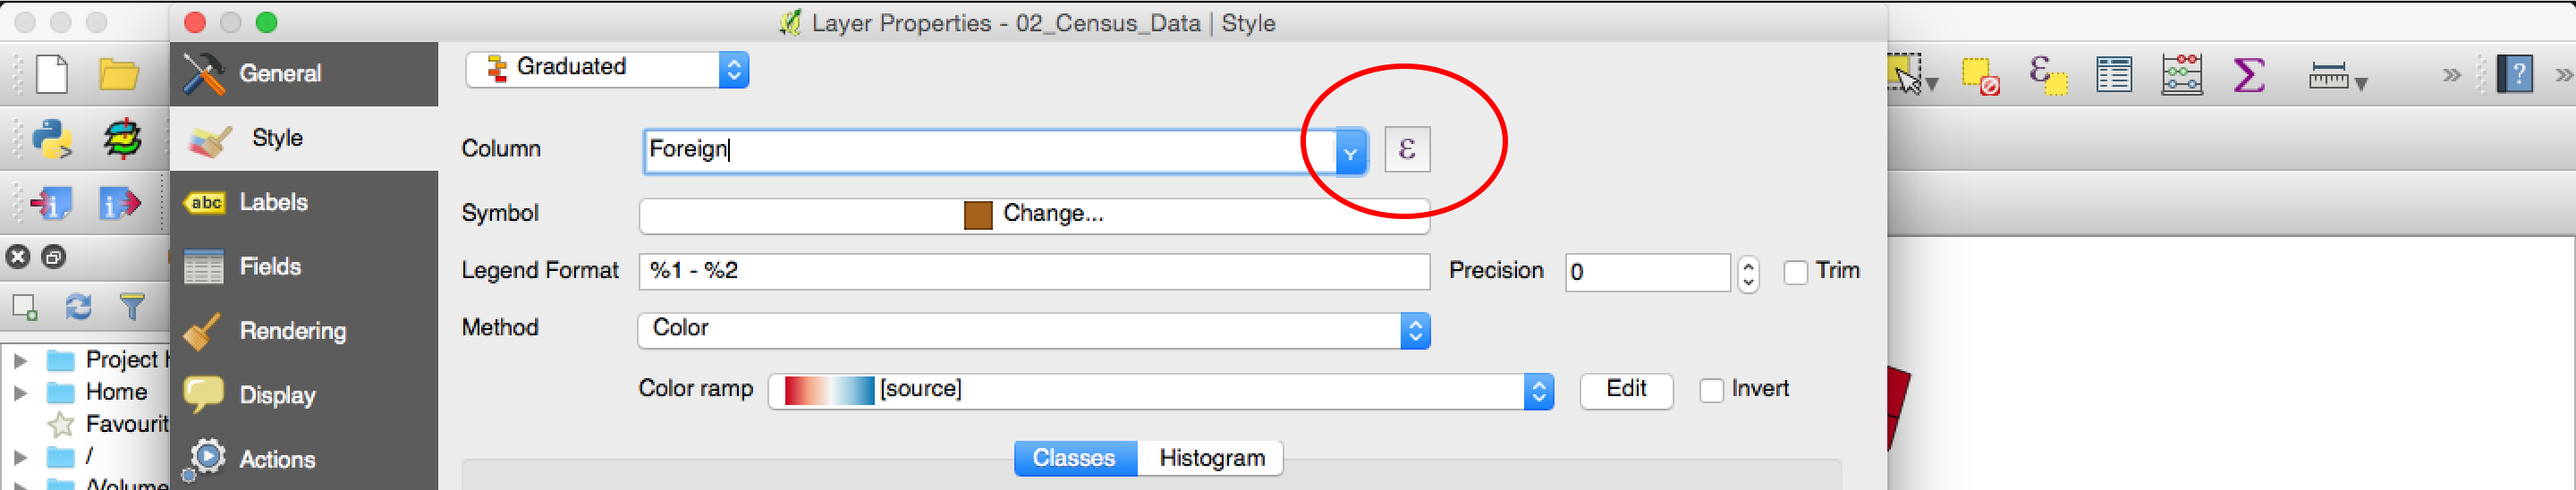 Layer Properties - 02_Census_Data | Style
General
Graduated
Style
Column
Foreign
ε
Labels
abc
Symbol
Change...
Fields
Legend Format
%1 - %2
Precision
0
Trim
Rendering
Method
Color
Project
Home
Display
Color ramp
[source]
Edit
Invert
Favourit
/
Actions
Classes
Histogram
/Volume